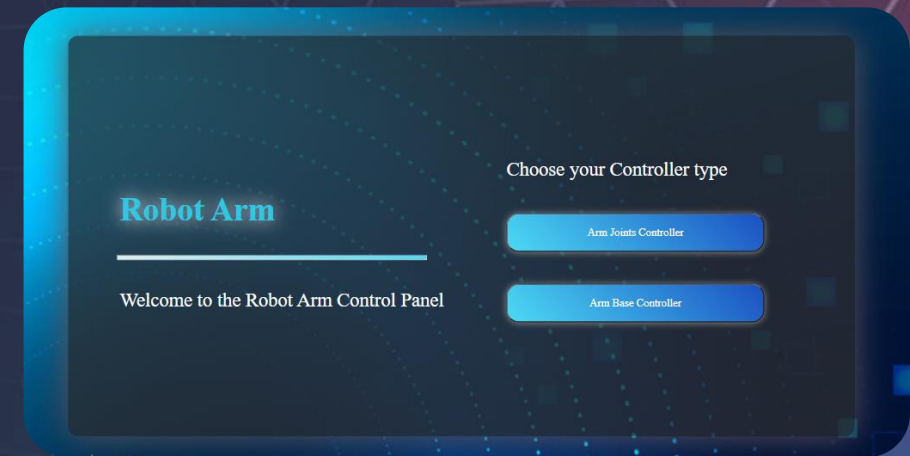 Robot Arm
Welcome to the Robot Arm Control Panel
Choose your Controller type
Arm Joints Controller
Arm Base Controller